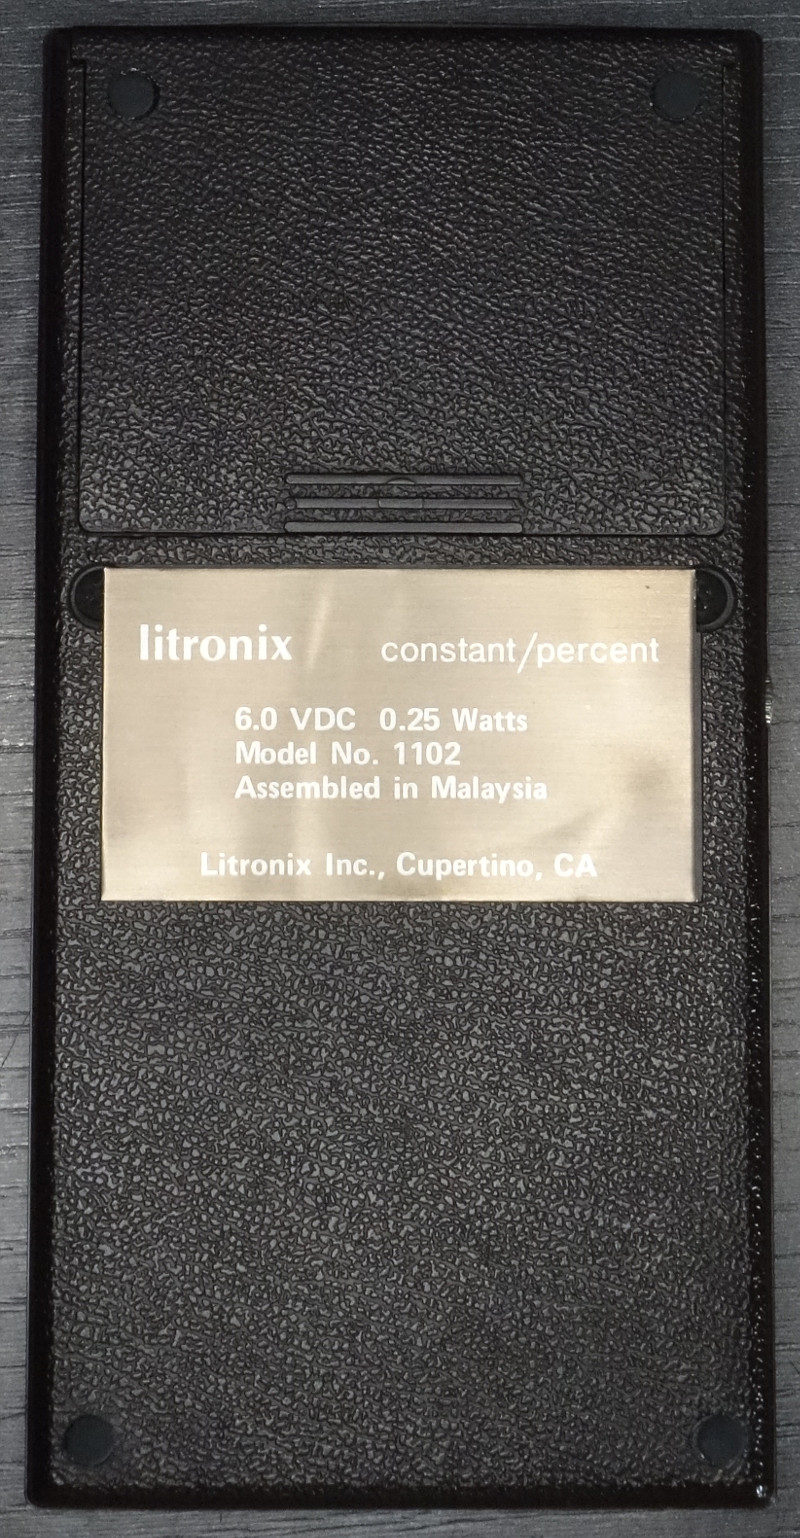 litronix constant/percent
6.0 VDC 0.25 Watts
Model No. 1102
Assembled in Malaysia
Litronix Inc., Cupertino, CA